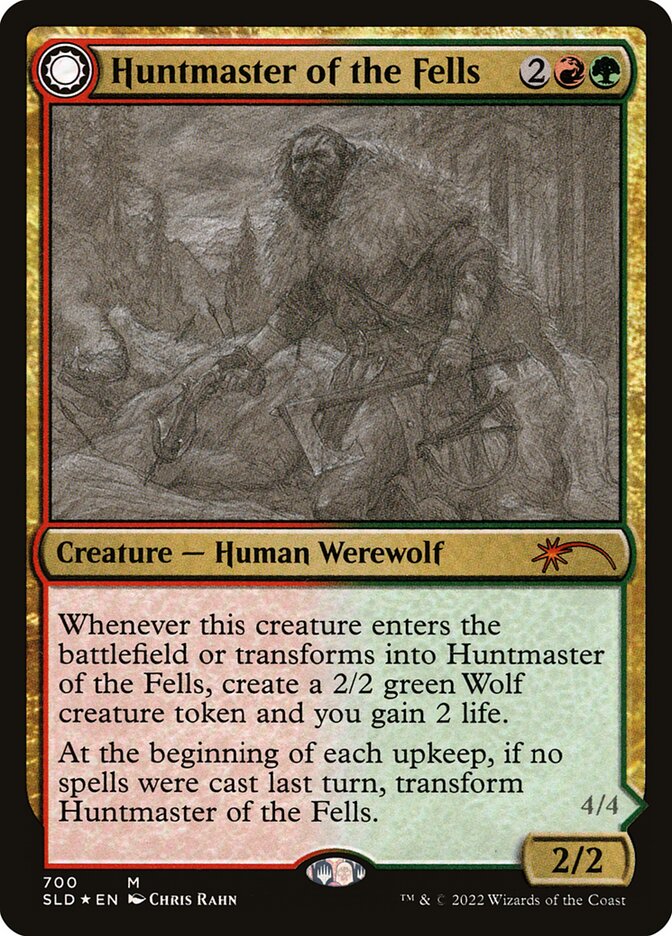 Huntmaster of the Fells 2
Creature — Human Werewolf
Whenever this creature enters the
battlefield or transforms into Huntmaster
of the Fells, create a 2/2 green Wolf
creature token and you gain 2 life.
At the beginning of each upkeep, if no
spells were cast last turn, transform
Huntmaster of the Fells.
4/4
2/2
700 M
SLD ★ EN Chris Rahn
™ & © 2022 Wizards of the Coast